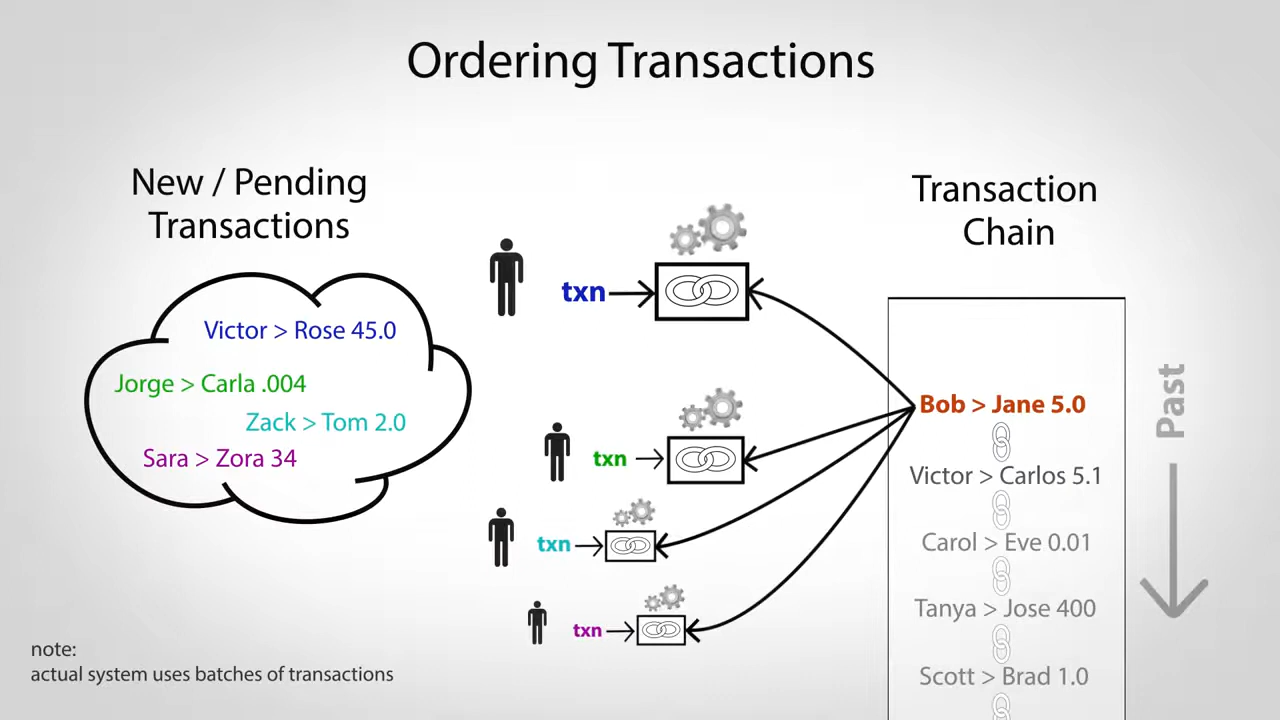 Ordering Transactions
New / Pending
Transactions
Victor > Rose 45.0
Jorge > Carla .004
Zack > Tom 2.0
Sara > Zora 34
txn
txn
txn
txn
Transaction
Chain
Bob > Jane 5.0
Victor > Carlos 5.1
Carol > Eve 0.01
Tanya > Jose 400
Scott > Brad 1.0
Past
note:
actual system uses batches of transactions